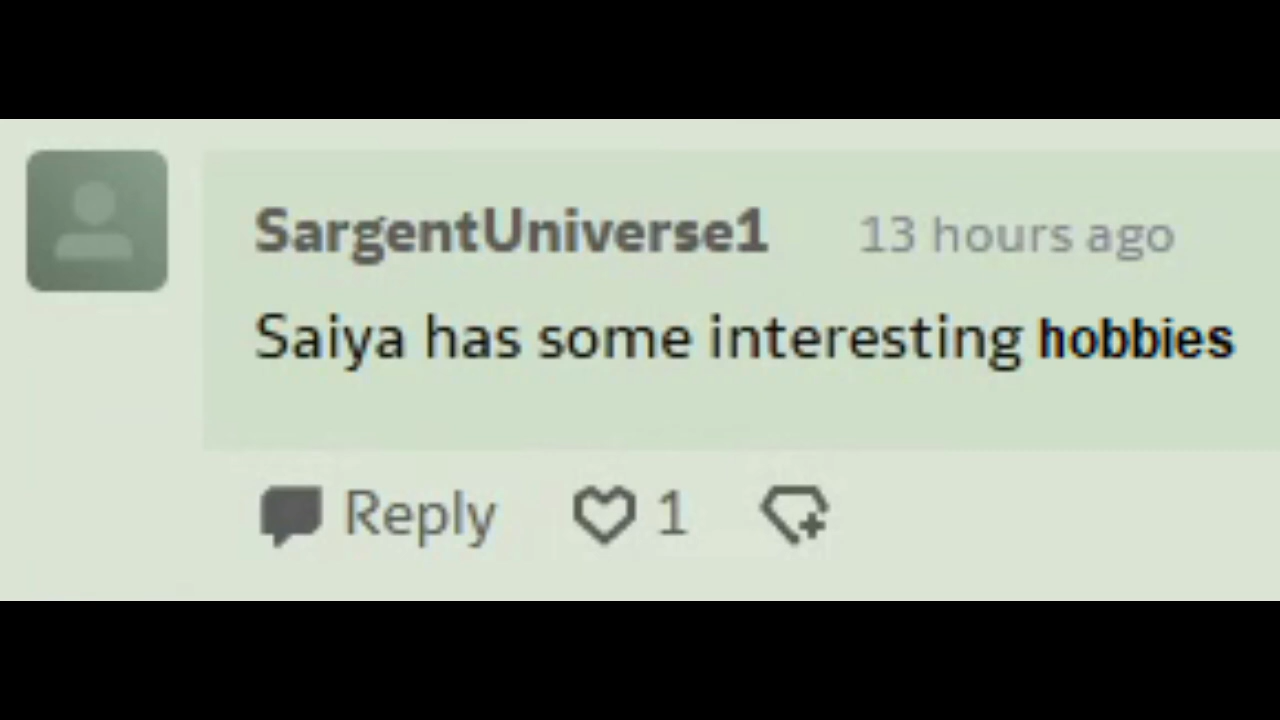 SargentUniverse1 13 hours ago
Saiya has some interesting hobbies
Reply 1